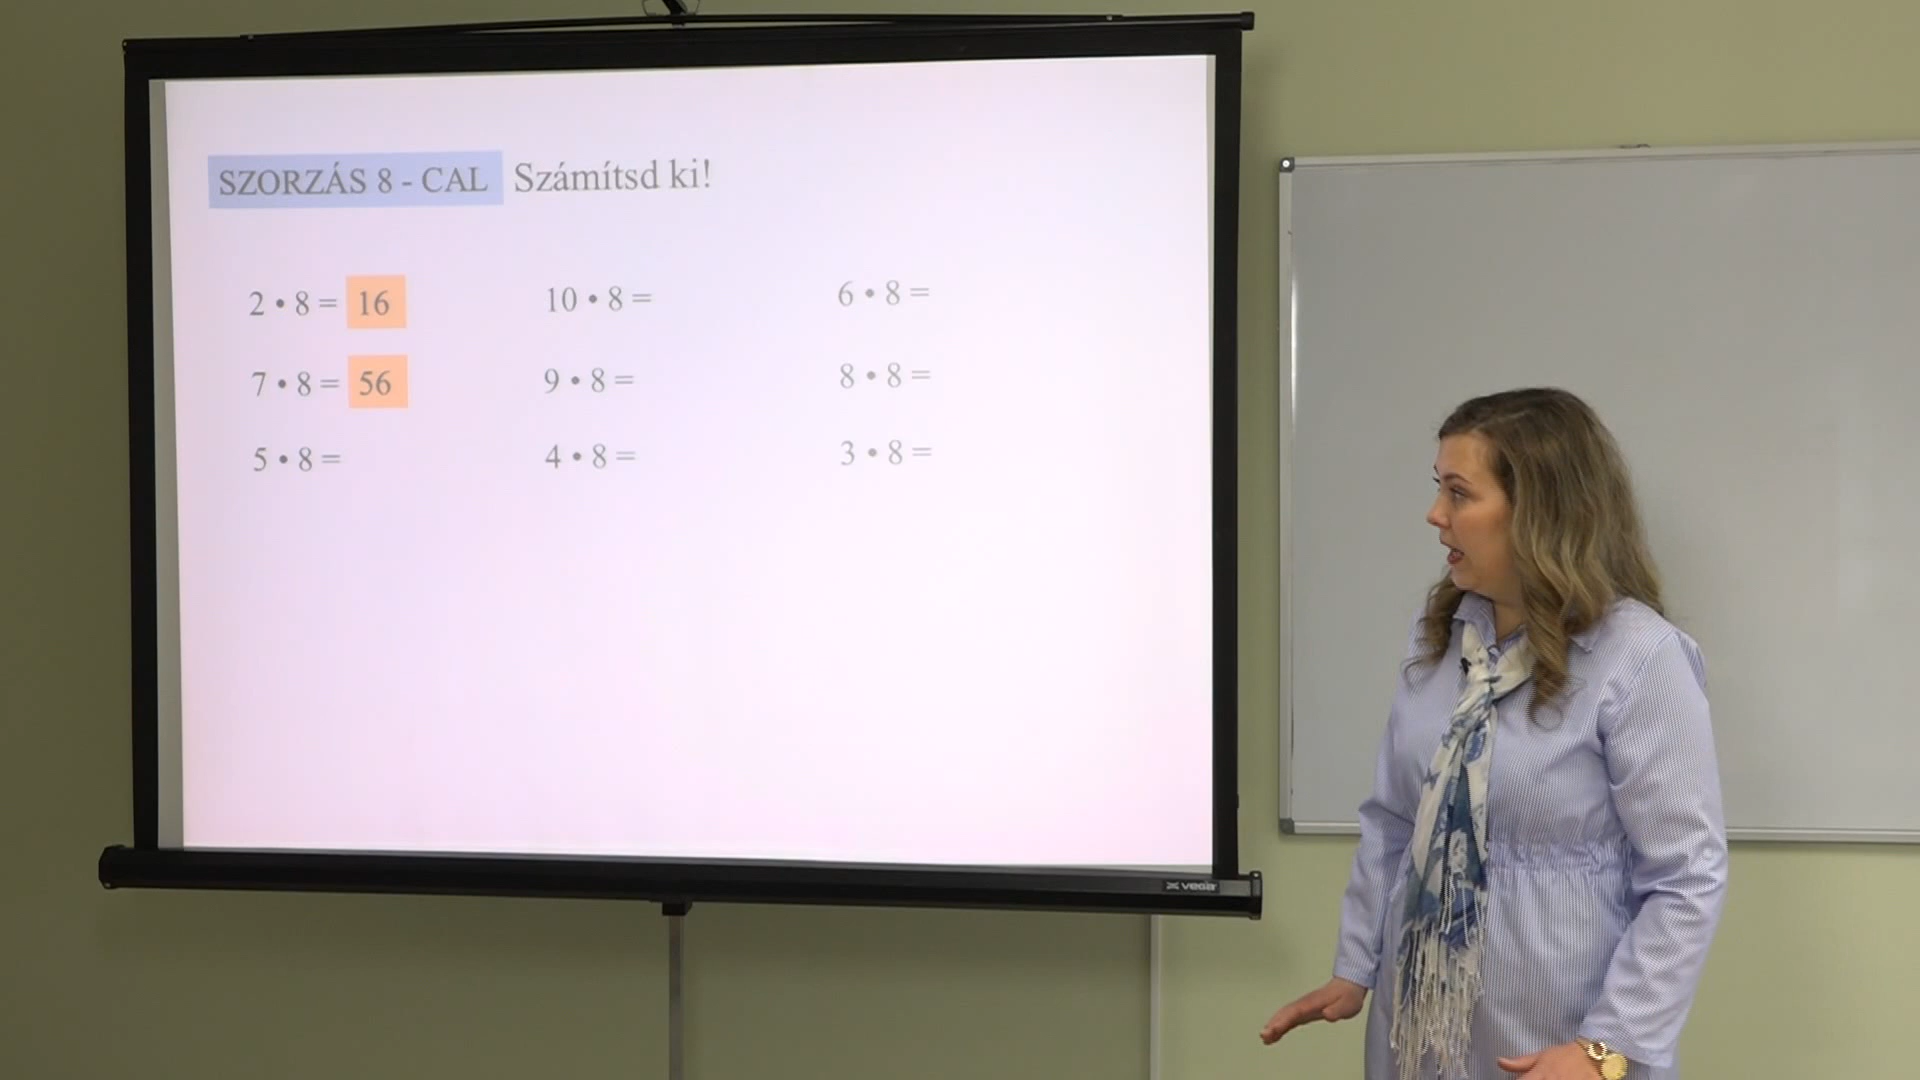 SZORZÁS 8 - CAL Számítsd ki!
2 • 8 = 16
10 • 8 =
6 • 8 =
7 • 8 = 56
9 • 8 =
8 • 8 =
5 • 8 =
4 • 8 =
3 • 8 =
vega